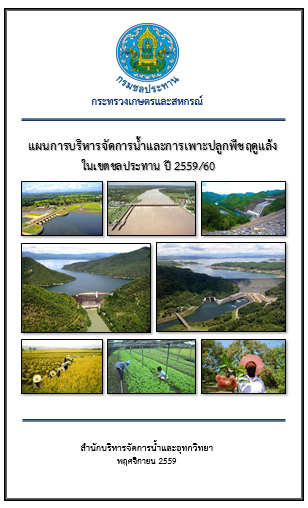 กรมชลประทาน
กระทรวงเกษตรและสหกรณ์
แผนการบริหารจัดการน้ำและการเพาะปลูกพืชฤดูแล้ง
ในเขตชลประทาน ปี 2559/60
สำนักบริหารจัดการน้ำและอุทกวิทยา
พฤศจิกายน 2559